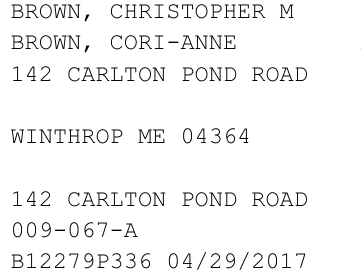 BROWN, CHRISTOPHER M
BROWN, CORI-ANNE
142 CARLTON POND ROAD
WINTHROP ME 04364
142 CARLTON POND ROAD
009-067-A
B12279P336 04/29/2017